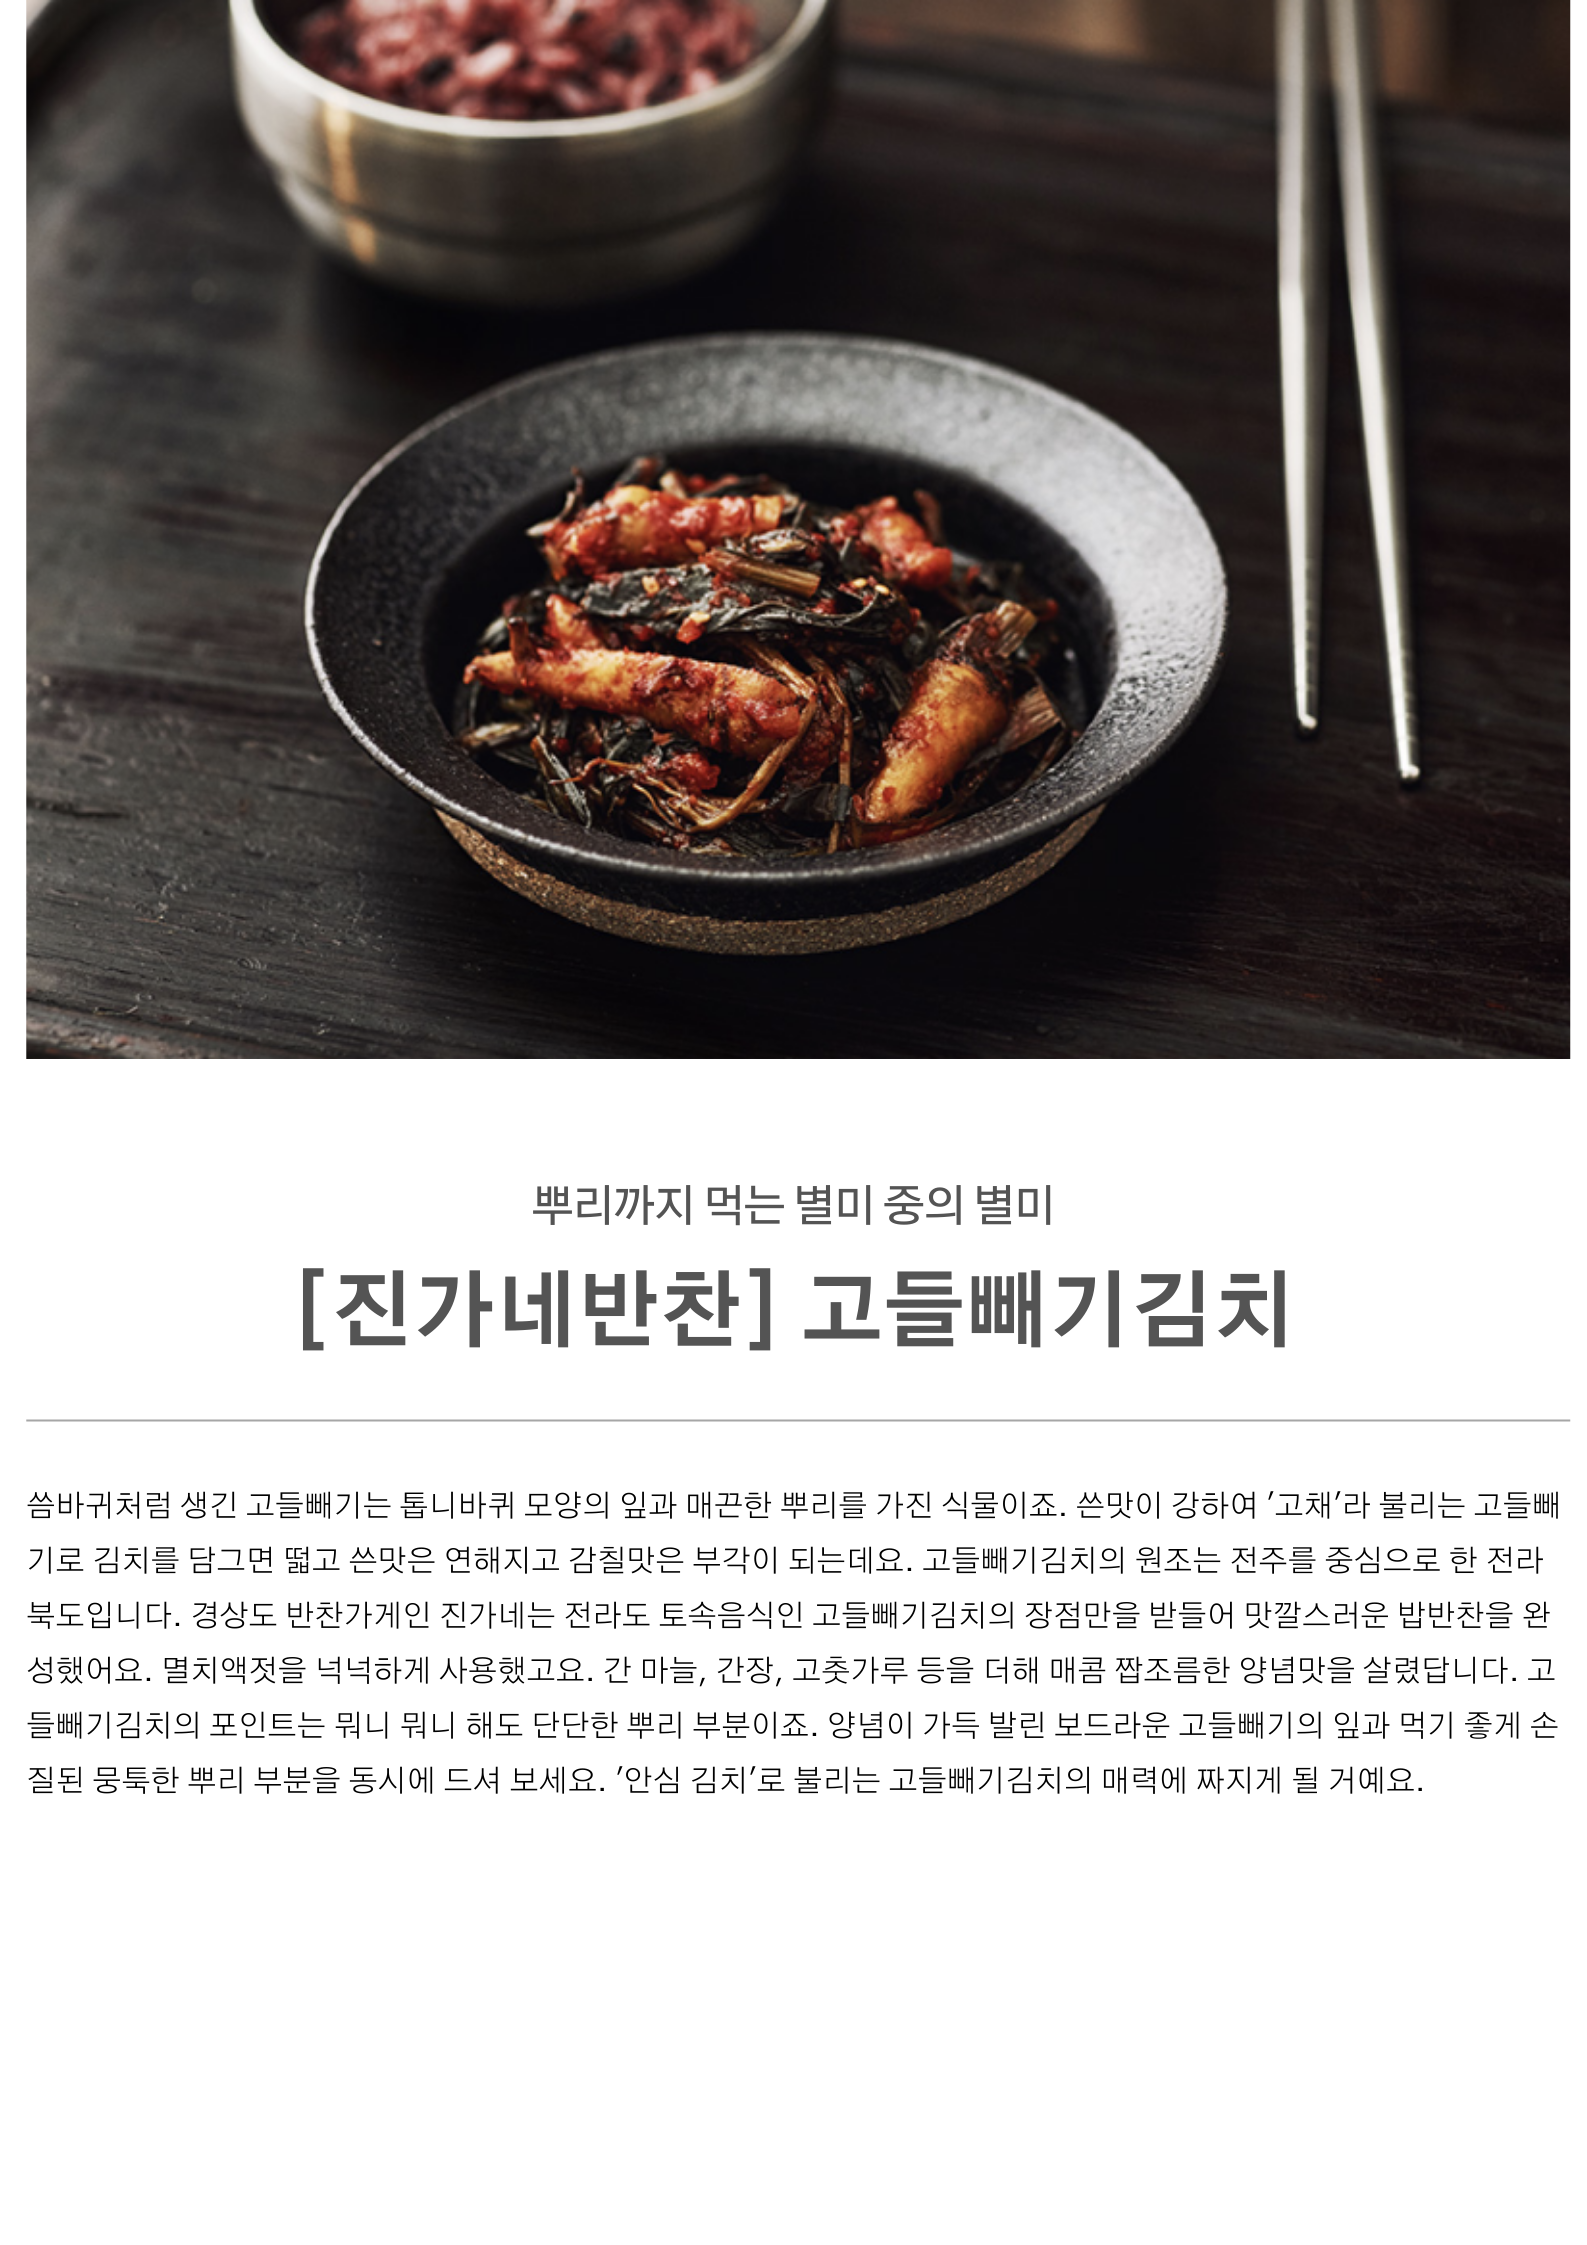 뿌리까지 먹는 별미 중의 별미
[진가네반찬] 고들빼기김치
씀바귀처럼 생긴 고들빼기는 톱니바퀴 모양의 잎과 매끈한 뿌리를 가진 식물이죠. 쓴맛이 강하여 '고채'라 불리는 고들빼
기로 김치를 담그면 떫고 쓴맛은 연해지고 감칠맛은 부각이 되는데요. 고들빼기김치의 원조는 전주를 중심으로 한 전라
북도입니다. 경상도 반찬가게인 진가네는 전라도 토속음식인 고들빼기김치의 장점만을 받들어 맛깔스러운 밥반찬을 완
성했어요. 멸치액젓을 넉넉하게 사용했고요. 간 마늘, 간장, 고춧가루 등을 더해 매콤 짭조름한 양념맛을 살렸답니다. 고
들빼기김치의 포인트는 뭐니 뭐니 해도 단단한 뿌리 부분이죠. 양념이 가득 발린 보드라운 고들빼기의 잎과 먹기 좋게 손
질된 뭉툭한 뿌리 부분을 동시에 드셔 보세요. '안심 김치'로 불리는 고들빼기김치의 매력에 짜지게 될 거예요.